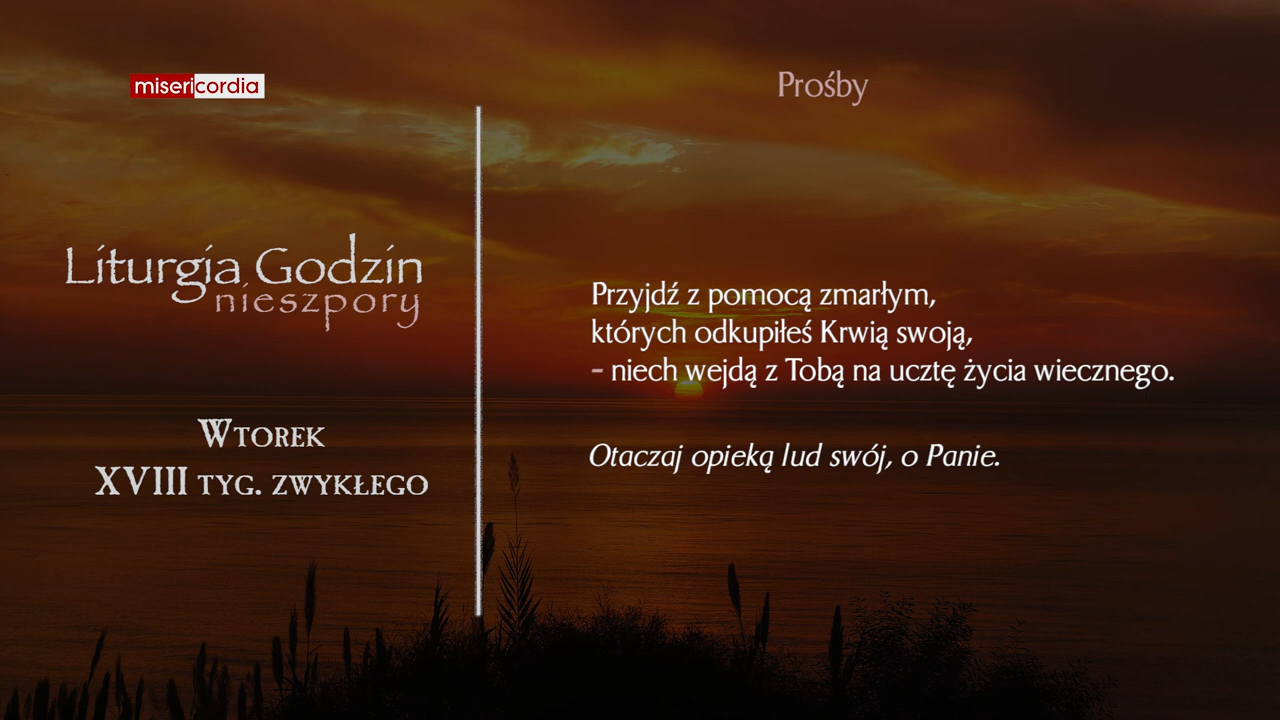 misericordia
Prośby
Liturgia Godzin
nieszpory
Wtorek
XVIII tyg. zwykłego
Przyjdź z pomocą zmarłym,
których odkupiłeś Krwią swoją,
- niech wejdą z Tobą na ucztę życia wiecznego.
Otaczaj opieką lud swój, o Panie.